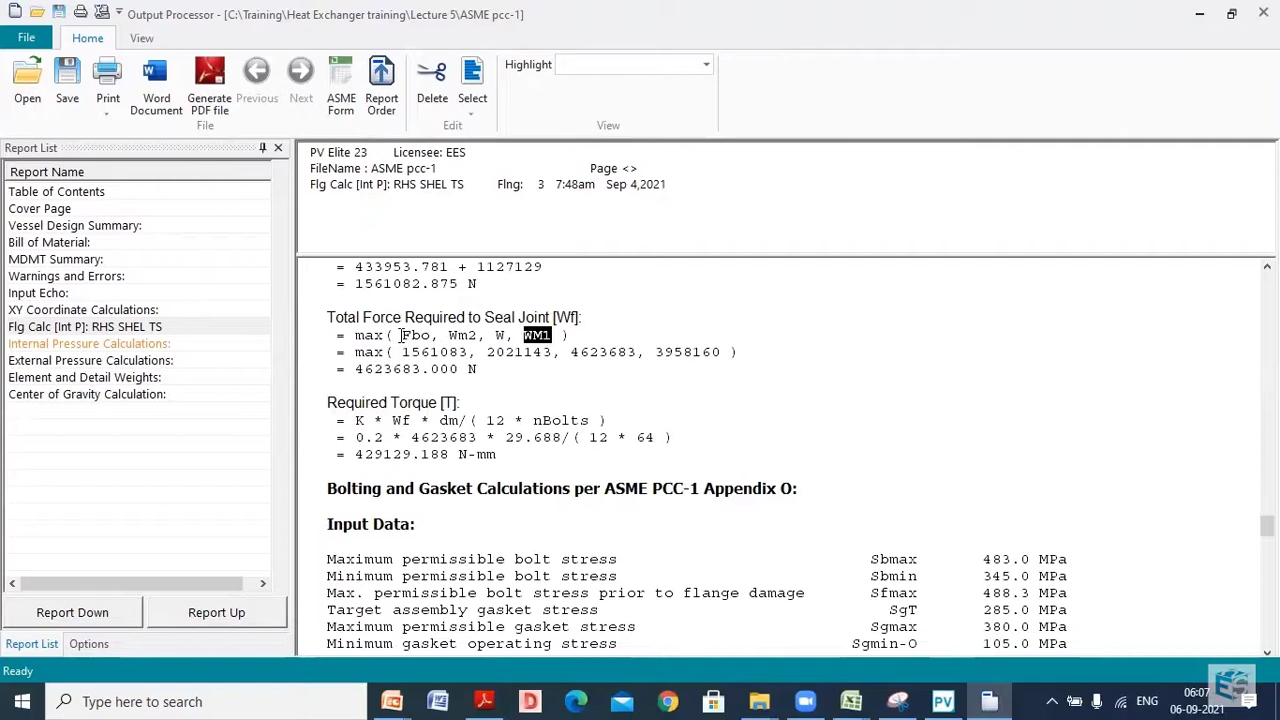 Output Processor - [C:\Training\Heat Exchanger training\Lecture 5\ASME pcc-1]
File Home View
Open Save Print Word Document Generate PDF file Previous Next ASME Form Report Order Delete Select Highlight
File Edit View
Report List
Report Name
Table of Contents
Cover Page
Vessel Design Summary:
Bill of Material:
MDMT Summary:
Warnings and Errors:
Input Echo:
XY Coordinate Calculations:
Flg Calc [Int P]: RHS SHEL TS
Internal Pressure Calculations:
External Pressure Calculations:
Element and Detail Weights:
Center of Gravity Calculation:
Report Down Report Up
Report List Options
PV Elite 23 Licensee: EES
FileName : ASME pcc-1 Page <>
Flg Calc [Int P]: RHS SHEL TS Flng: 3 7:48am Sep 4,2021
= 433953.781 + 1127129
= 1561082.875 N
Total Force Required to Seal Joint [Wf]:
= max( Fbo, Wm2, W, WM1 )
= max( 1561083, 2021143, 4623683, 3958160 )
= 4623683.000 N
Required Torque [T]:
= K * Wf * dm/( 12 * nBolts )
= 0.2 * 4623683 * 29.688/( 12 * 64 )
= 429129.188 N-mm
Bolting and Gasket Calculations per ASME PCC-1 Appendix O:
Input Data:
Maximum permissible bolt stress Sbmax 483.0 MPa
Minimum permissible bolt stress Sbmin 345.0 MPa
Max. permissible bolt stress prior to flange damage Sfmax 488.3 MPa
Target assembly gasket stress SgT 285.0 MPa
Maximum permissible gasket stress Sgmax 380.0 MPa
Minimum gasket operating stress Sgmin-O 105.0 MPa
Ready
Type here to search
06:07
06-09-2021